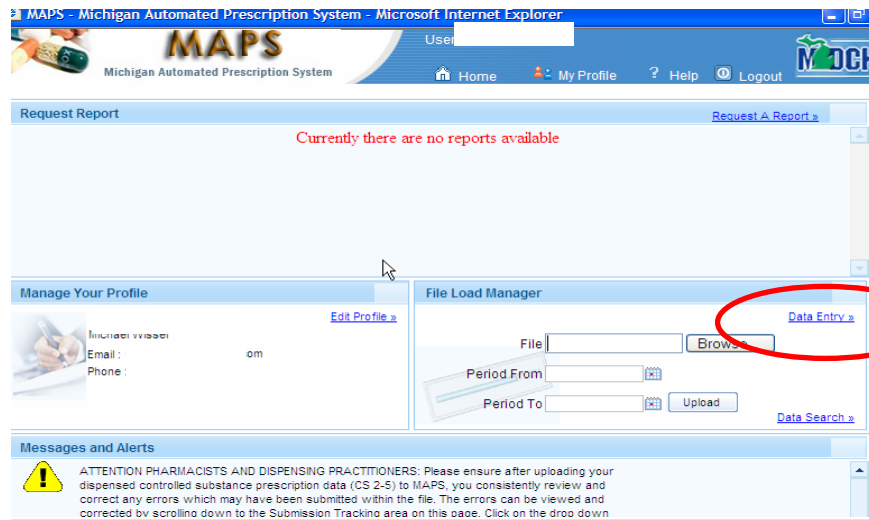 MAPS - Michigan Automated Prescription System - Microsoft Internet Explorer
MAPS
Michigan Automated Prescription System
User
Home My Profile ? Help Logout
MDCH
Request Report
Request A Report »
Currently there are no reports available
Manage Your Profile
Edit Profile »
Email :
om
Phone :
File Load Manager
Data Entry »
File
Browse...
Period From
Period To
Upload
Data Search »
Messages and Alerts
ATTENTION PHARMACISTS AND DISPENSING PRACTITIONERS: Please ensure after uploading your
dispensed controlled substance prescription data (CS 2-5) to MAPS, you consistently review and
correct any errors which may have been submitted within the file. The errors can be viewed and
corrected by scrolling down to the Submission Tracking area on this page. Click on the drop down